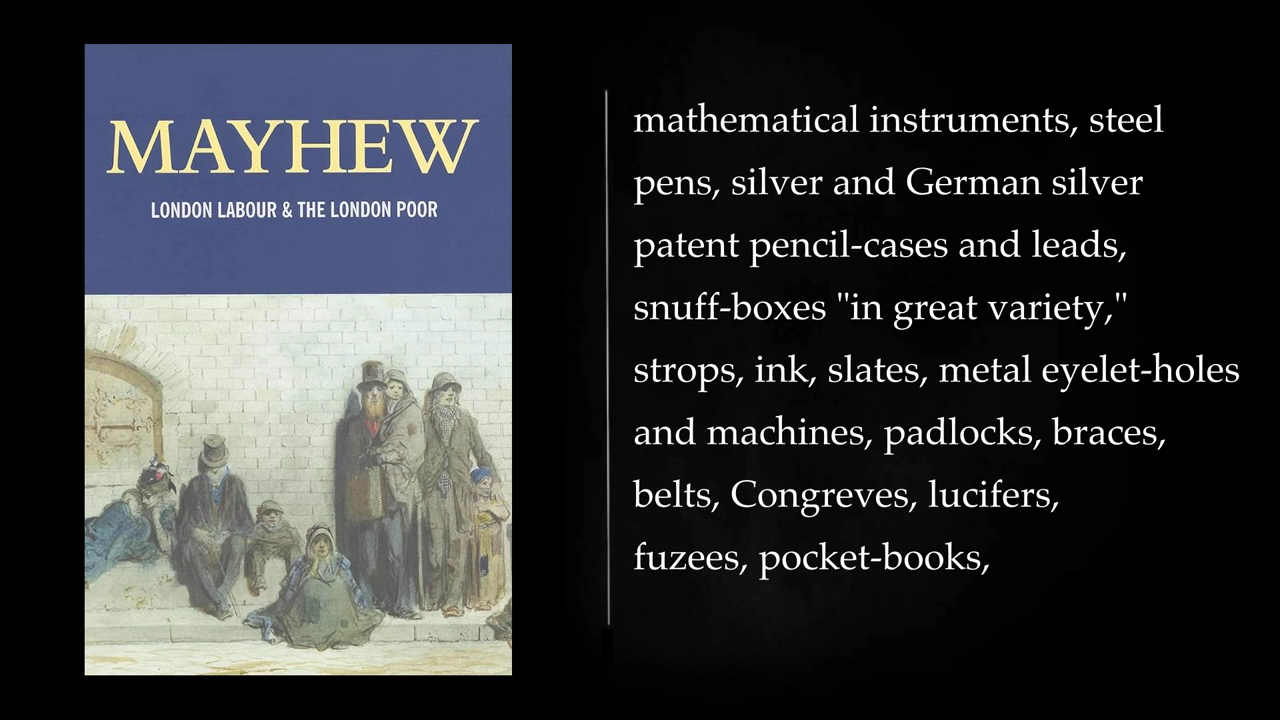 MAYHEW
LONDON LABOUR & THE LONDON POOR
mathematical instruments, steel
pens, silver and German silver
patent pencil-cases and leads,
snuff-boxes "in great variety,"
strops, ink, slates, metal eyelet-holes
and machines, padlocks, braces,
belts, Congreves, lucifers,
fuzees, pocket-books,